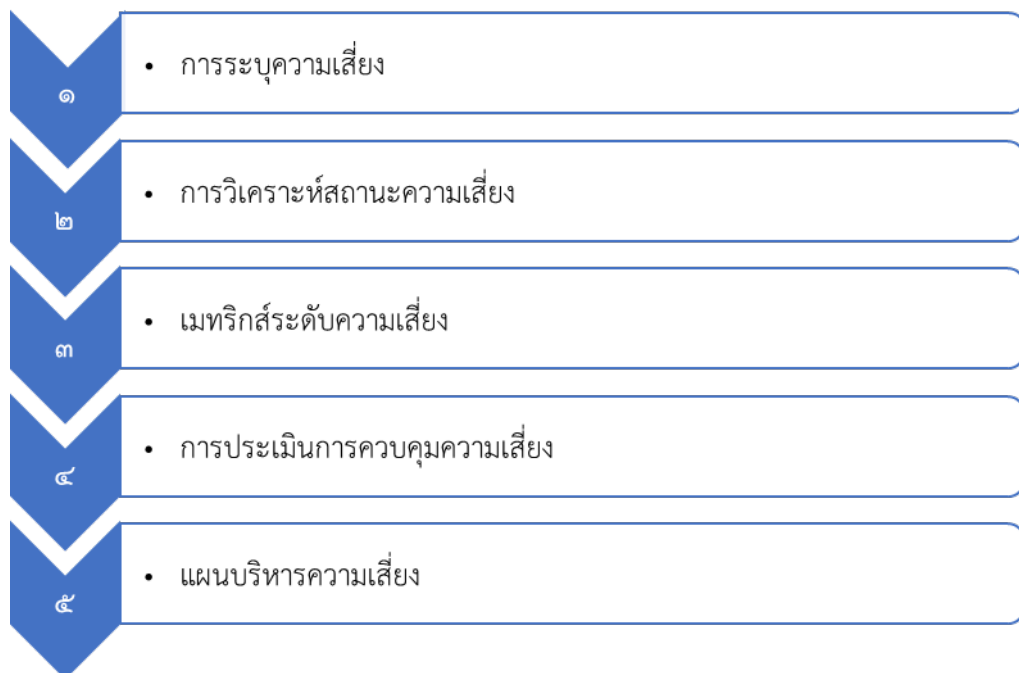 ๑
• การระบุความเสี่ยง
๒
• การวิเคราะห์สถานะความเสี่ยง
๓
• เมทริกส์ระดับความเสี่ยง
๔
• การประเมินการควบคุมความเสี่ยง
๕
• แผนบริหารความเสี่ยง